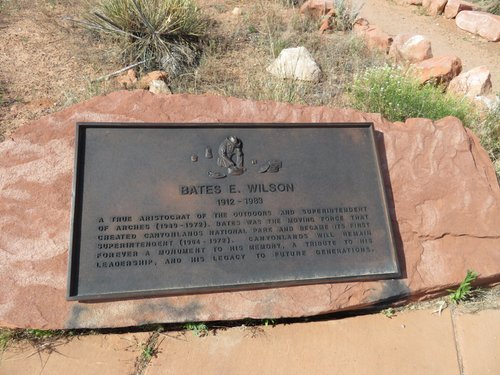 BATES E. WILSON
1912 - 1983
A TRUE ARISTOCRAT OF THE OUTDOORS AND SUPERINTENDENT
OF ARCHES (1949-1972). BATES WAS THE MOVING FORCE THAT
CREATED CANYONLANDS NATIONAL PARK AND BECAME ITS FIRST
SUPERINTENDENT (1964 - 1972). CANYONLANDS WILL REMAIN
FOREVER A MONUMENT TO HIS MEMORY, A TRIBUTE TO HIS
LEADERSHIP, AND HIS LEGACY TO FUTURE GENERATIONS.